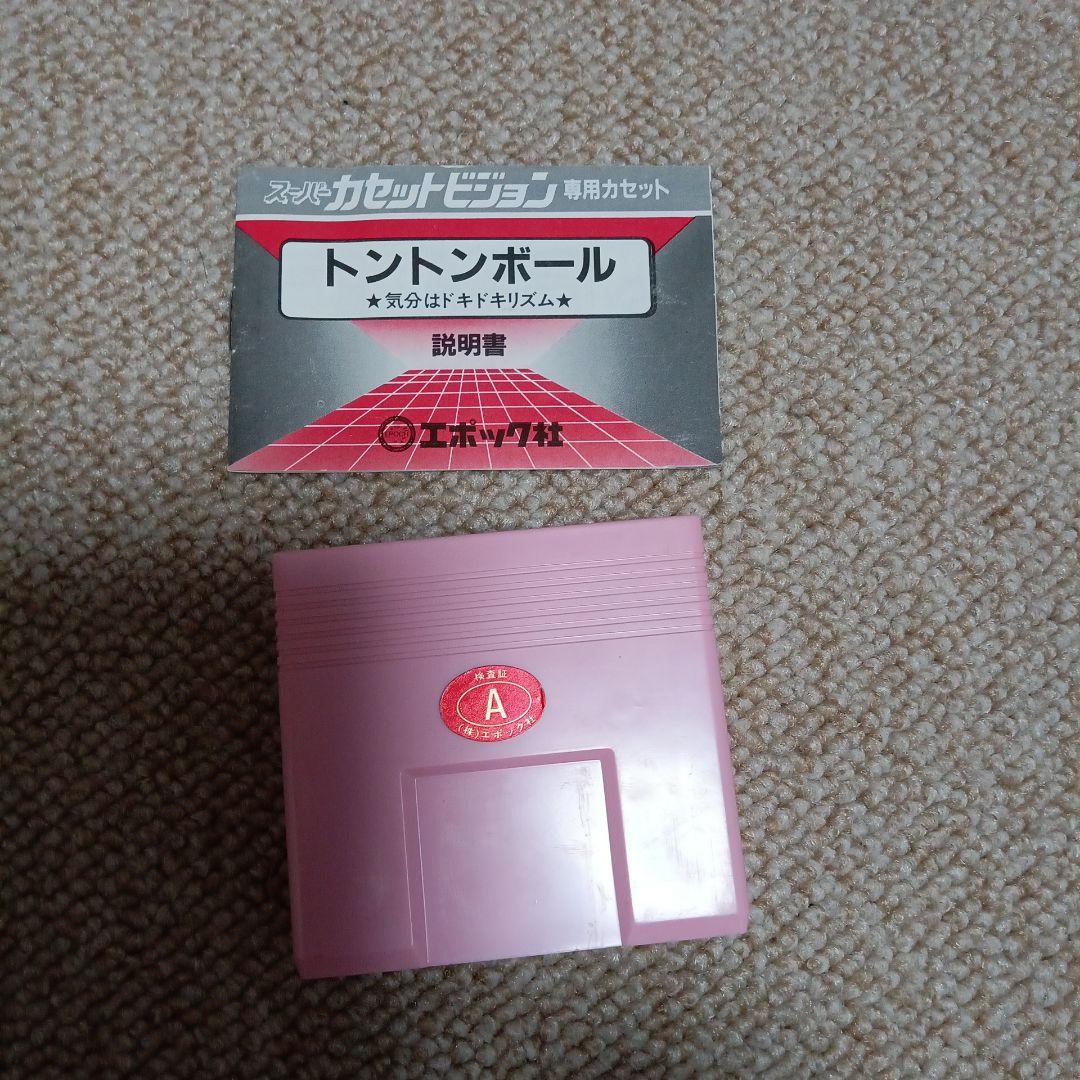 スーパーカセットビジョン専用カセット
トントンボール
★気分はドキドキリズム★
説明書
EPOCH エポック社
検査証
A
(株)エポック社